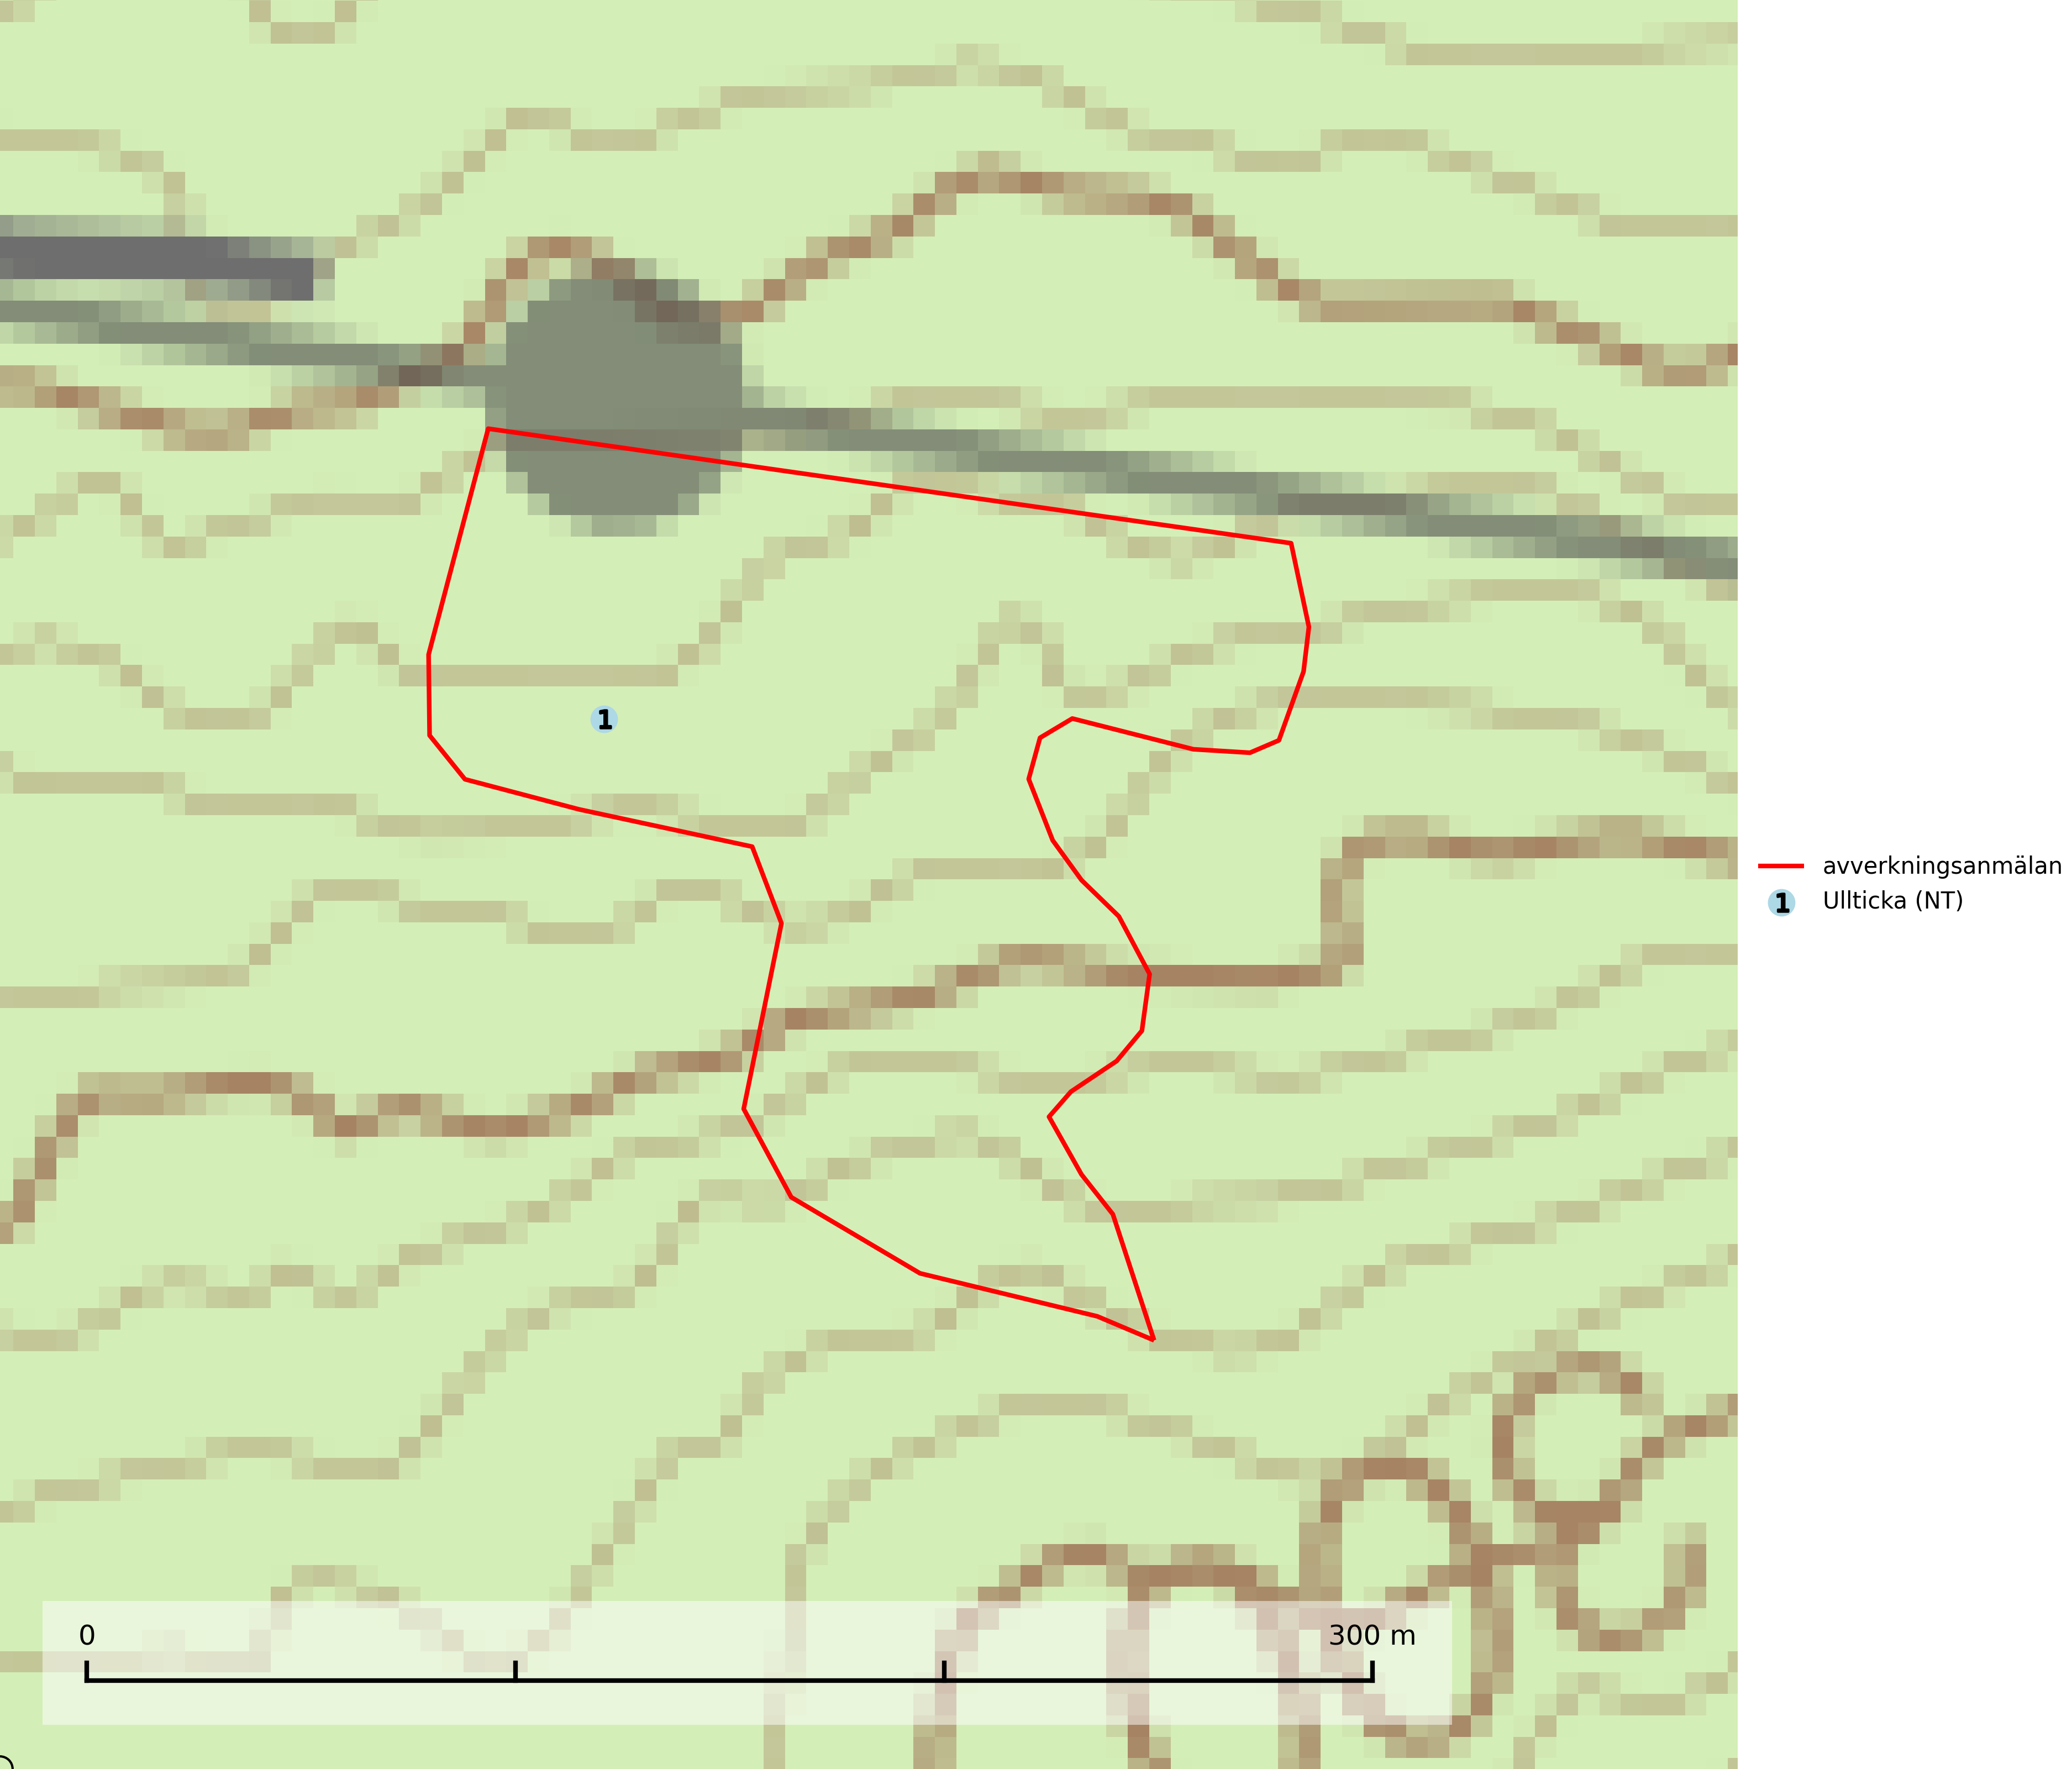 1
avverkningsanmälan
1 Ullticka (NT)
0 300 m